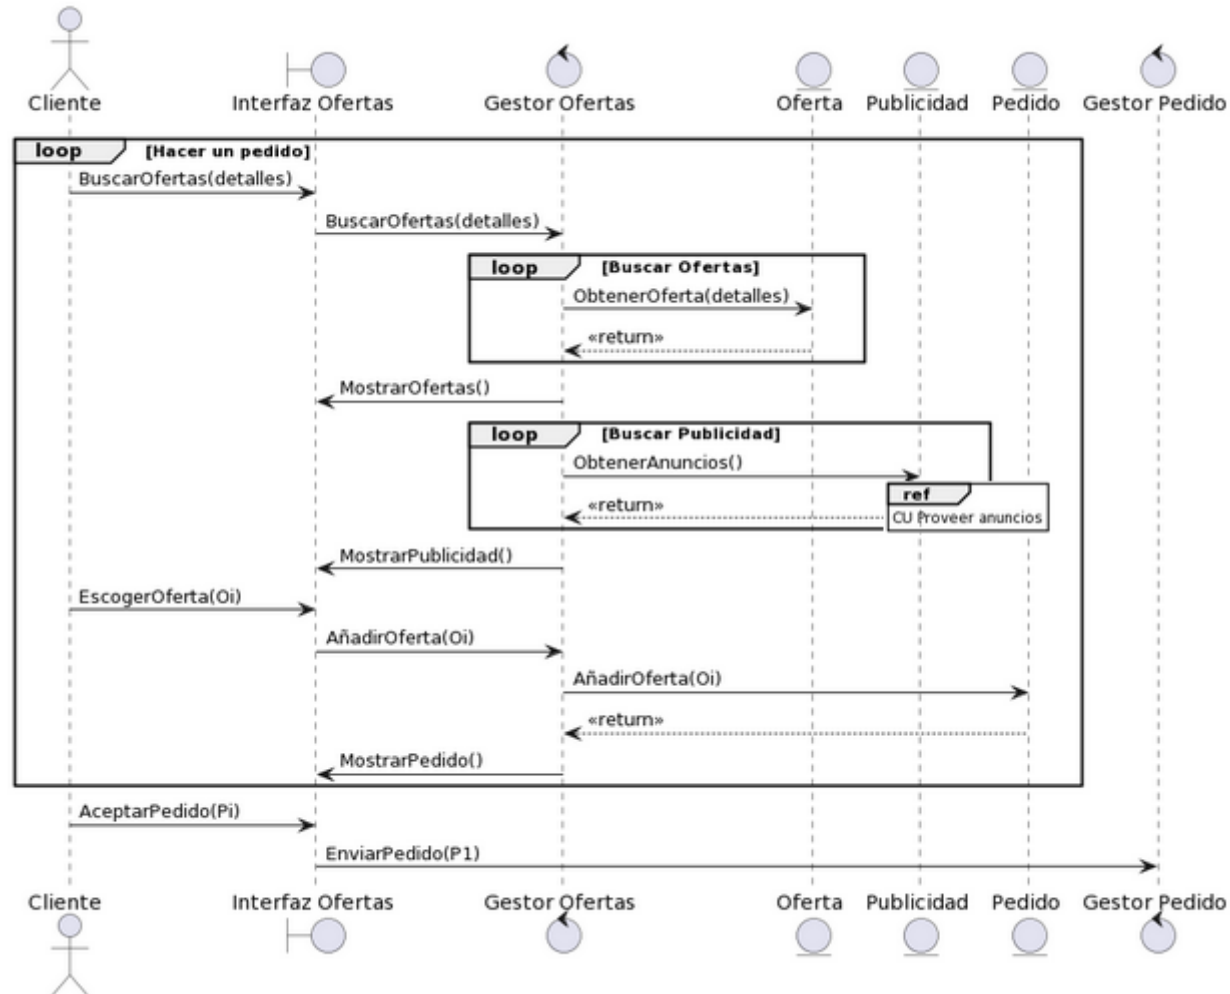 Cliente
Interfaz Ofertas
Gestor Ofertas
Oferta
Publicidad
Pedido
Gestor Pedido
loop
[Hacer un pedido]
BuscarOfertas(detalles)
BuscarOfertas(detalles)
loop
[Buscar Ofertas]
ObtenerOferta(detalles)
«return»
MostrarOfertas()
loop
[Buscar Publicidad]
ObtenerAnuncios()
ref
CU Proveer anuncios
«return»
MostrarPublicidad()
EscogerOferta(Oi)
AñadirOferta(Oi)
AñadirOferta(Oi)
«return»
MostrarPedido()
AceptarPedido(Pi)
EnviarPedido(P1)
Cliente
Interfaz Ofertas
Gestor Ofertas
Oferta
Publicidad
Pedido
Gestor Pedido